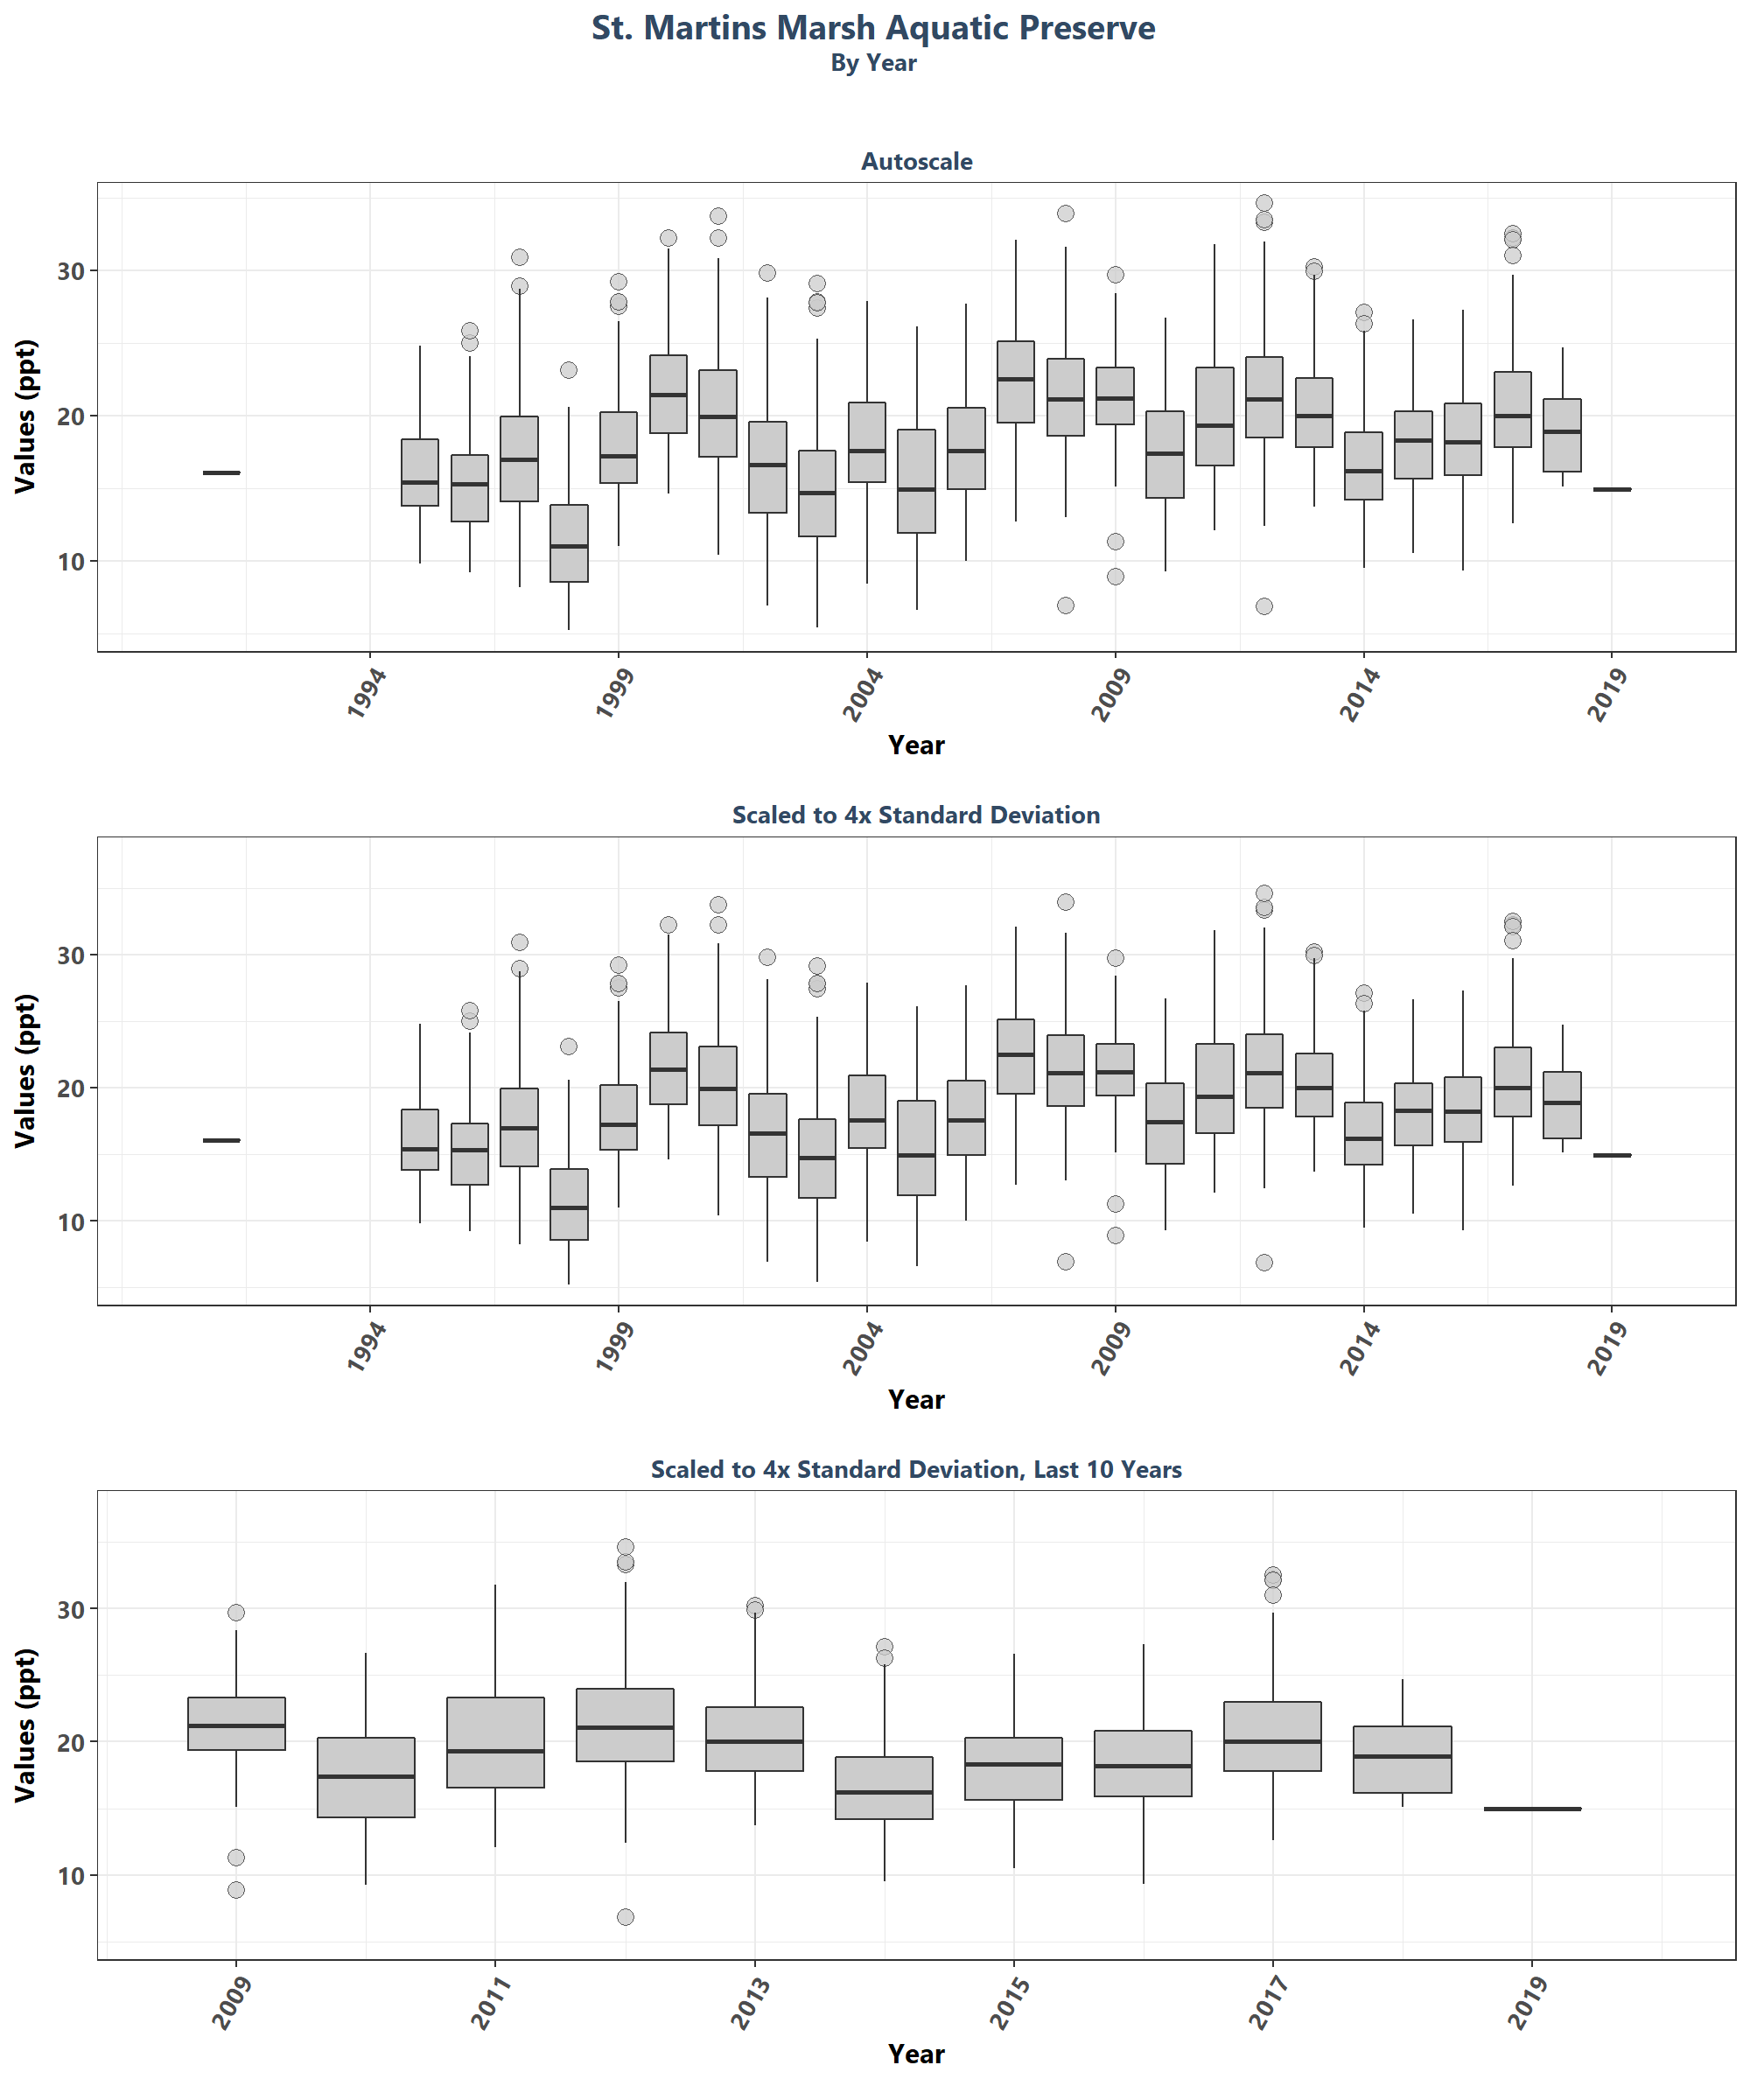 St. Martins Marsh Aquatic Preserve
By Year
Autoscale
Values (ppt)
30
20
10
1994
1999
2004
2009
2014
2019
Year
Scaled to 4x Standard Deviation
Values (ppt)
30
20
10
1994
1999
2004
2009
2014
2019
Year
Scaled to 4x Standard Deviation, Last 10 Years
Values (ppt)
30
20
10
2009
2011
2013
2015
2017
2019
Year